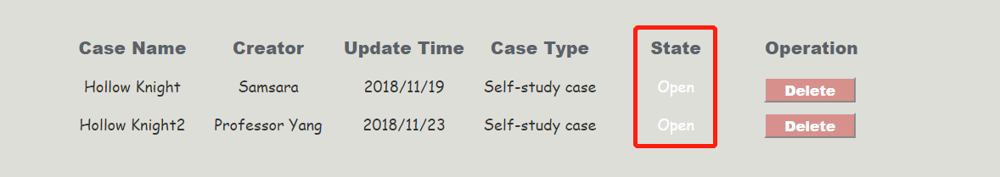 Case Name Creator Update Time Case Type State Operation
Hollow Knight Samsara 2018/11/19 Self-study case Open Delete
Hollow Knight2 Professor Yang 2018/11/23 Self-study case Open Delete